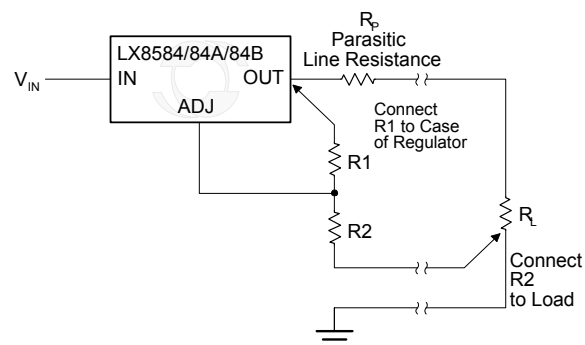 R_P
Parasitic
Line Resistance
LX8584/84A/84B
V_IN
IN
OUT
ADJ
Connect
R1 to Case
of Regulator
R1
R2
R_L
Connect
R2
to Load